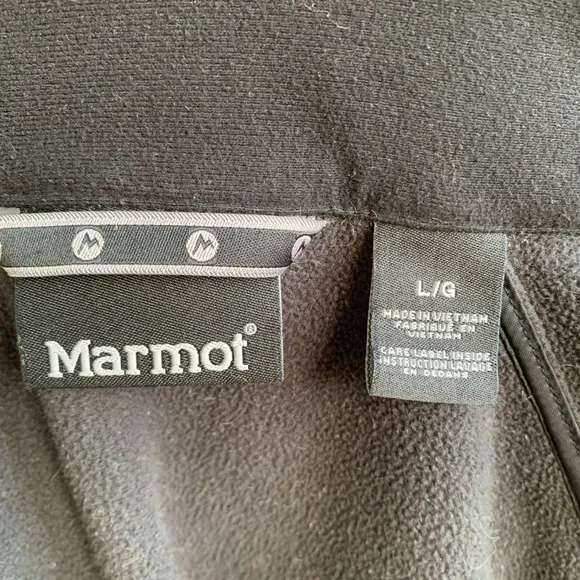 Marmot®
L/G
MADE IN VIETNAM
FABRIQUÉ EN
VIETNAM
CARE LABEL INSIDE
INSTRUCTION LAVAGE
EN DEDANS